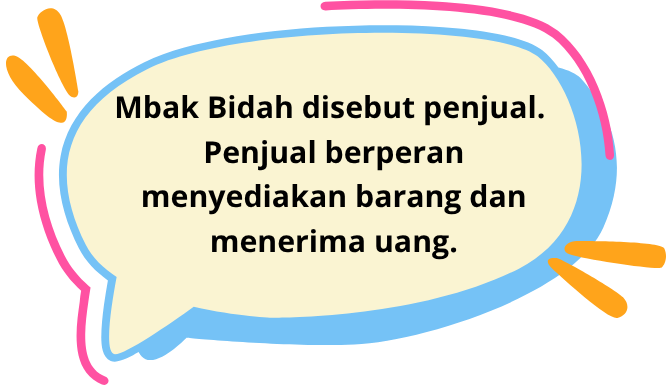 Mbak Bidah disebut penjual.
Penjual berperan
menyediakan barang dan
menerima uang.